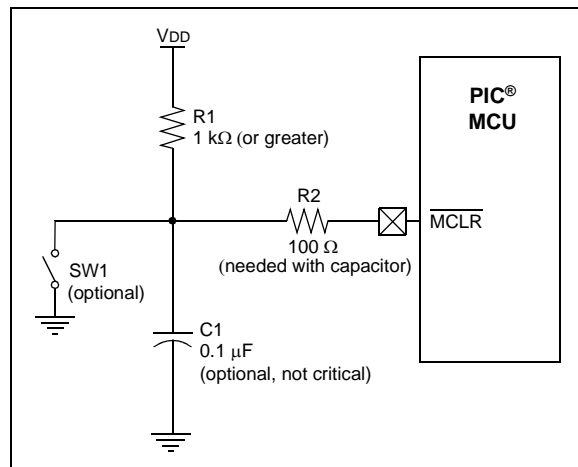 VDD
PIC®
MCU
R1
1 kΩ (or greater)
R2
MCLR
100 Ω
(needed with capacitor)
SW1
(optional)
C1
0.1 μF
(optional, not critical)